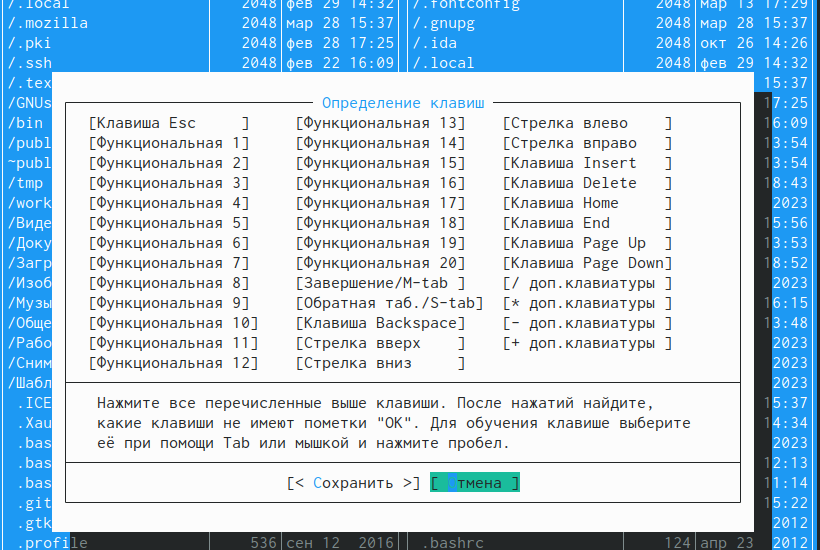 /.local 2048 фев 29 14:32 /.fontconfig 2048 мар 13 17:29
/.mozilla 2048 мар 28 15:37 /.gnupg 2048 мар 28 15:37
/.pki 2048 фев 28 17:25 /.ida 2048 окт 26 14:26
/.ssh 2048 фев 22 16:09 /.local 2048 фев 29 14:32
/.tex 15:37
/GNUs Определение клавиш 17:25
/bin [Клавиша Esc ] [Функциональная 13] [Стрелка влево ] 16:09
/publ [Функциональная 1] [Функциональная 14] [Стрелка вправо ] 13:54
~publ [Функциональная 2] [Функциональная 15] [Клавиша Insert ] 13:54
/tmp [Функциональная 3] [Функциональная 16] [Клавиша Delete ] 18:43
/work [Функциональная 4] [Функциональная 17] [Клавиша Home ] 2023
/Виде [Функциональная 5] [Функциональная 18] [Клавиша End ] 15:56
/Доку [Функциональная 6] [Функциональная 19] [Клавиша Page Up ] 13:53
/Загр [Функциональная 7] [Функциональная 20] [Клавиша Page Down] 18:52
/Изоб [Функциональная 8] [Завершение/M-tab ] [/ доп.клавиатуры ] 2023
/Музы [Функциональная 9] [Обратная таб./S-tab] [* доп.клавиатуры ] 16:15
/Обще [Функциональная 10] [Клавиша Backspace] [- доп.клавиатуры ] 13:48
/Рабо [Функциональная 11] [Стрелка вверх ] [+ доп.клавиатуры ] 2023
/Сним [Функциональная 12] [Стрелка вниз ] 2023
/Шабл 2023
.ICE Нажмите все перечисленные выше клавиши. После нажатий найдите, 15:37
.Xau какие клавиши не имеют пометки "OK". Для обучения клавише выберите 14:34
.bas её при помощи Tab или мышкой и нажмите пробел. 2023
.bas 12:13
.bas [< Сохранить >] [ Отмена ] 11:14
.git 15:22
.gtk 2012
.profile 536 сен 12 2016 .bashrc 124 апр 23 2012